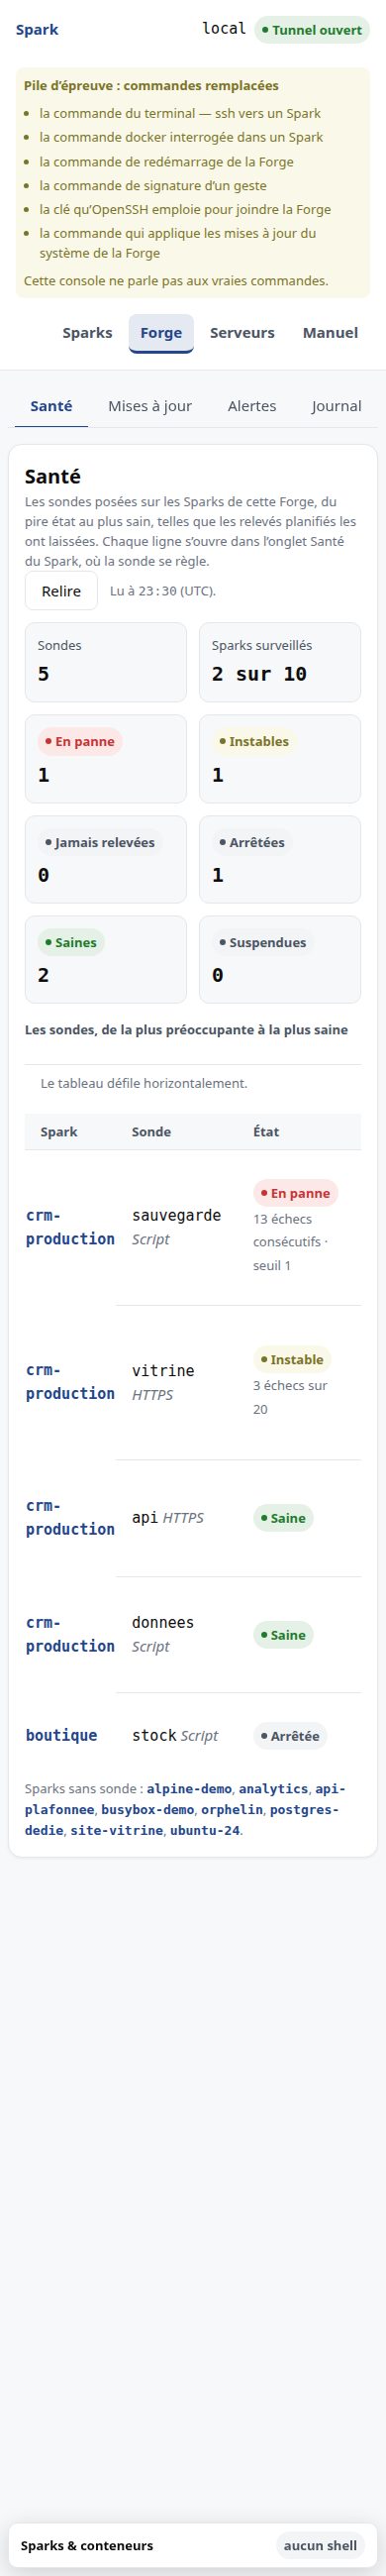 Spark
local
Tunnel ouvert
Pile d’épreuve : commandes remplacées
la commande du terminal — ssh vers un Spark
la commande docker interrogée dans un Spark
la commande de redémarrage de la Forge
la commande de signature d’un geste
la clé qu’OpenSSH emploie pour joindre la Forge
la commande qui applique les mises à jour du
système de la Forge
Cette console ne parle pas aux vraies commandes.
Sparks Forge Serveurs Manuel
Santé Mises à jour Alertes Journal
Santé
Les sondes posées sur les Sparks de cette Forge, du
pire état au plus sain, telles que les relevés planifiés les
ont laissées. Chaque ligne s’ouvre dans l’onglet Santé
du Spark, où la sonde se règle.
Relire
Lu à 23:30 (UTC).
Sondes
5
Sparks surveillés
2 sur 10
En panne
1
Instables
1
Jamais relevées
0
Arrêtées
1
Saines
2
Suspendues
0
Les sondes, de la plus préoccupante à la plus saine
Le tableau défile horizontalement.
Spark Sonde État
crm-
production
sauvegarde
Script
En panne
13 échecs
consécutifs ·
seuil 1
crm-
production
vitrine
HTTPS
Instable
3 échecs sur
20
crm-
production
api HTTPS
Saine
crm-
production
donnees
Script
Saine
boutique
stock Script
Arrêtée
Sparks sans sonde : alpine-demo, analytics, api-
plafonnee, busybox-demo, orphelin, postgres-
dedie, site-vitrine, ubuntu-24.
Sparks & conteneurs
aucun shell